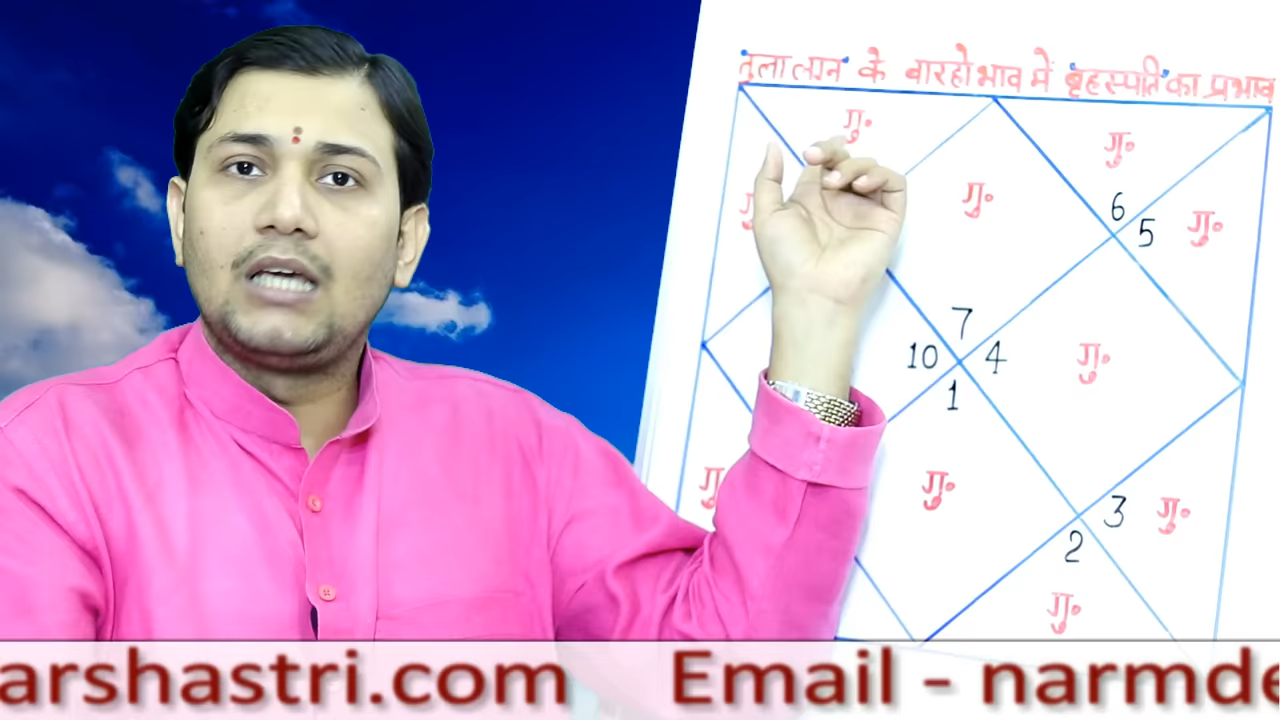 तुला लग्न के बारहो भाव में बृहस्पति का प्रभाव
गु॰
गु॰
गु॰
गु॰
6
5
गु॰
7
10
4
गु॰
1
गु॰
गु॰
3
गु॰
2
गु॰
arshastri.com Email - narmde